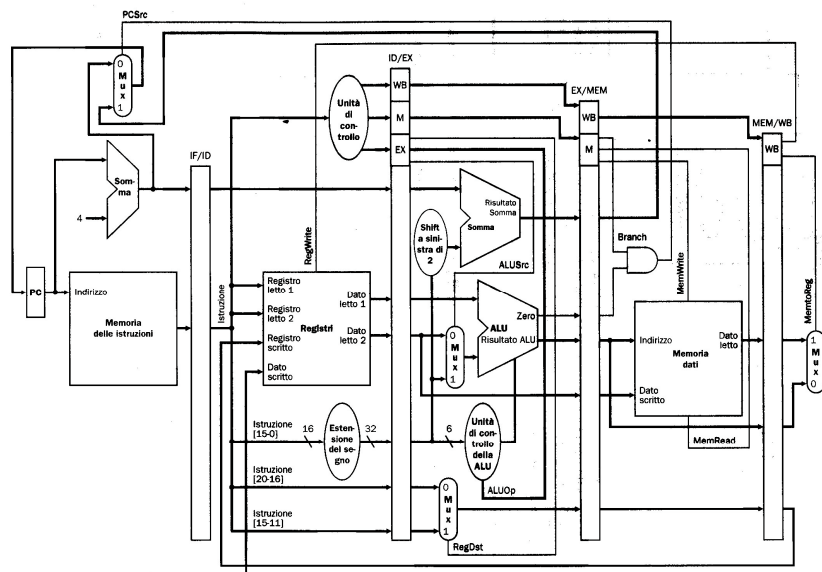 PCSrc
0
M
u
x
1
ID/EX
WB
M
EX
Unità
di con-
trollo
EX/MEM
WB
M
MEM/WB
WB
IF/ID
Som-
ma
4
Risultato
Somma
Somma
Shift
a sini-
stra di
2
RegWrite
ALUSrc
Branch
MemWrite
MemtoReg
PC
Indirizzo
Memoria
delle istruzioni
Istruzione
Registro
letto 1
Registro
letto 2
Registro
scritto
Dato
scritto
Registri
Dato
letto 1
Dato
letto 2
0
M
u
x
1
Zero
ALU
Risultato ALU
Indirizzo
Dato
letto
Memoria
dati
Dato
scritto
MemRead
1
M
u
x
0
Istruzione
[15-0]
16
Esten-
sione
del se-
gno
32
6
Unità
di con-
trollo
della
ALU
ALUOp
Istruzione
[20-16]
Istruzione
[15-11]
0
M
u
x
1
RegDst